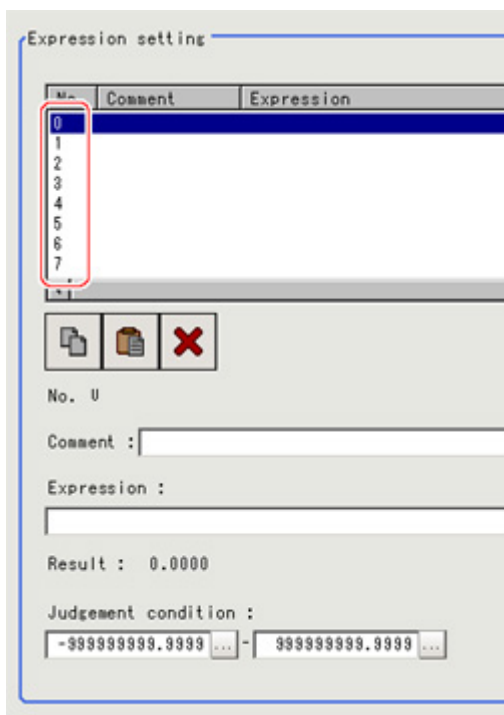 Expression setting
No. Comment Expression
0
1
2
3
4
5
6
7
No. 0
Comment :
Expression :
Result : 0.0000
Judgement condition :
-999999999.9999 ... - 999999999.9999 ...